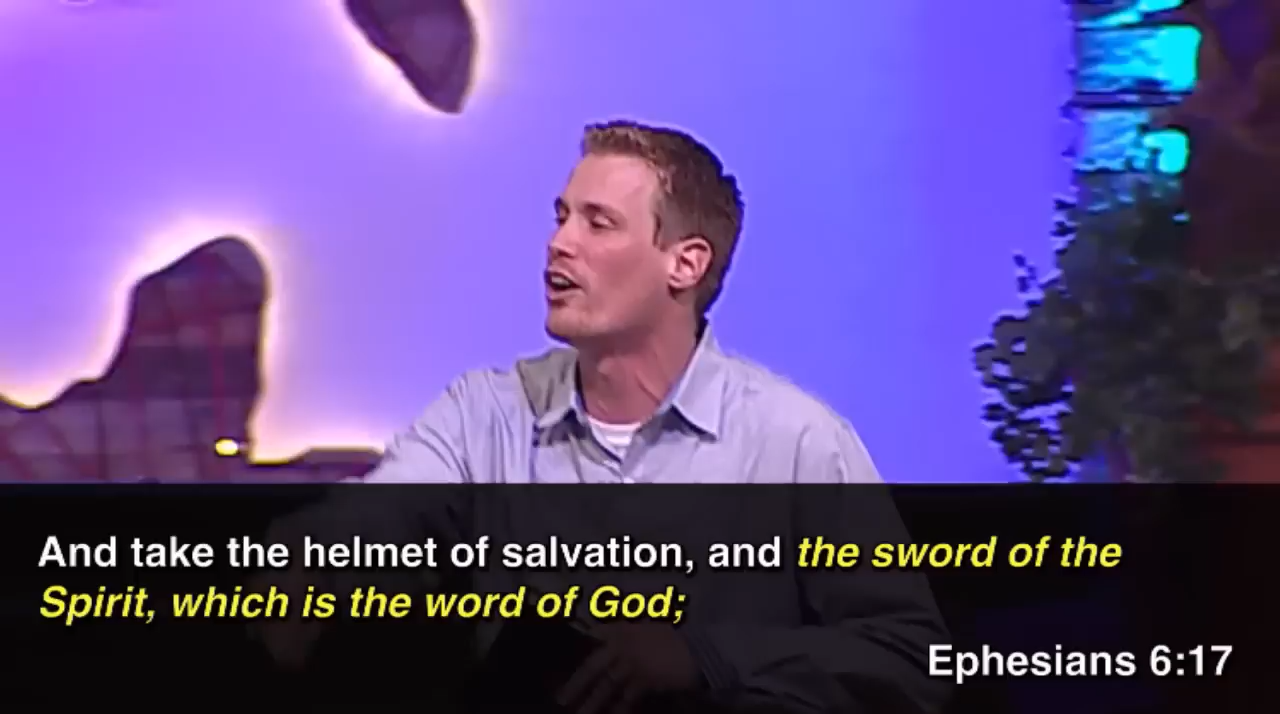 And take the helmet of salvation, and the sword of the
Spirit, which is the word of God;
Ephesians 6:17